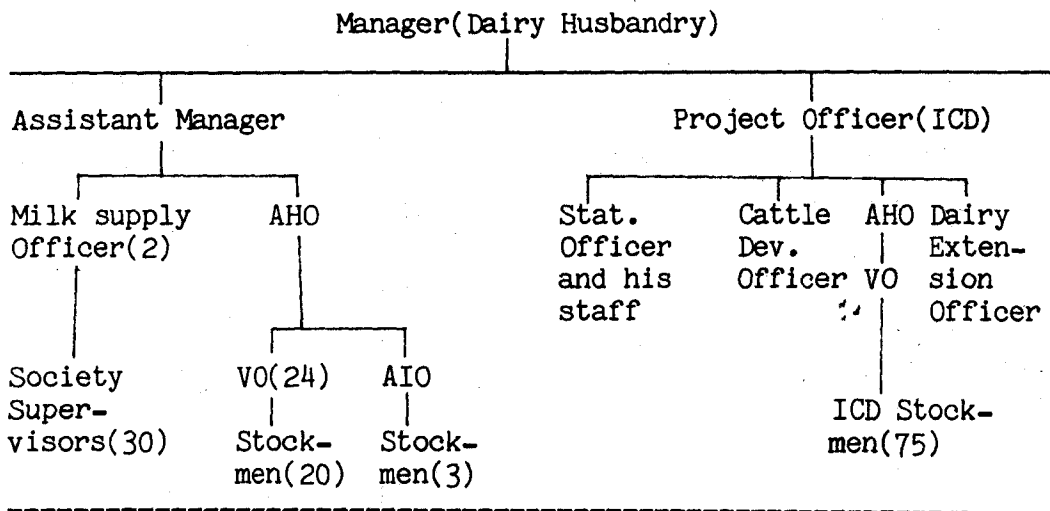 Manager(Dairy Husbandry)
Assistant Manager
Project Officer(ICD)
Milk supply
Officer(2)
AHO
Stat.
Officer
and his
staff
Cattle
Dev.
Officer
AHO
VO
Dairy
Exten-
sion
Officer
Society
Super-
visors(30)
VO(24)
AIO
Stock-
men(20)
Stock-
men(3)
ICD Stock-
men(75)